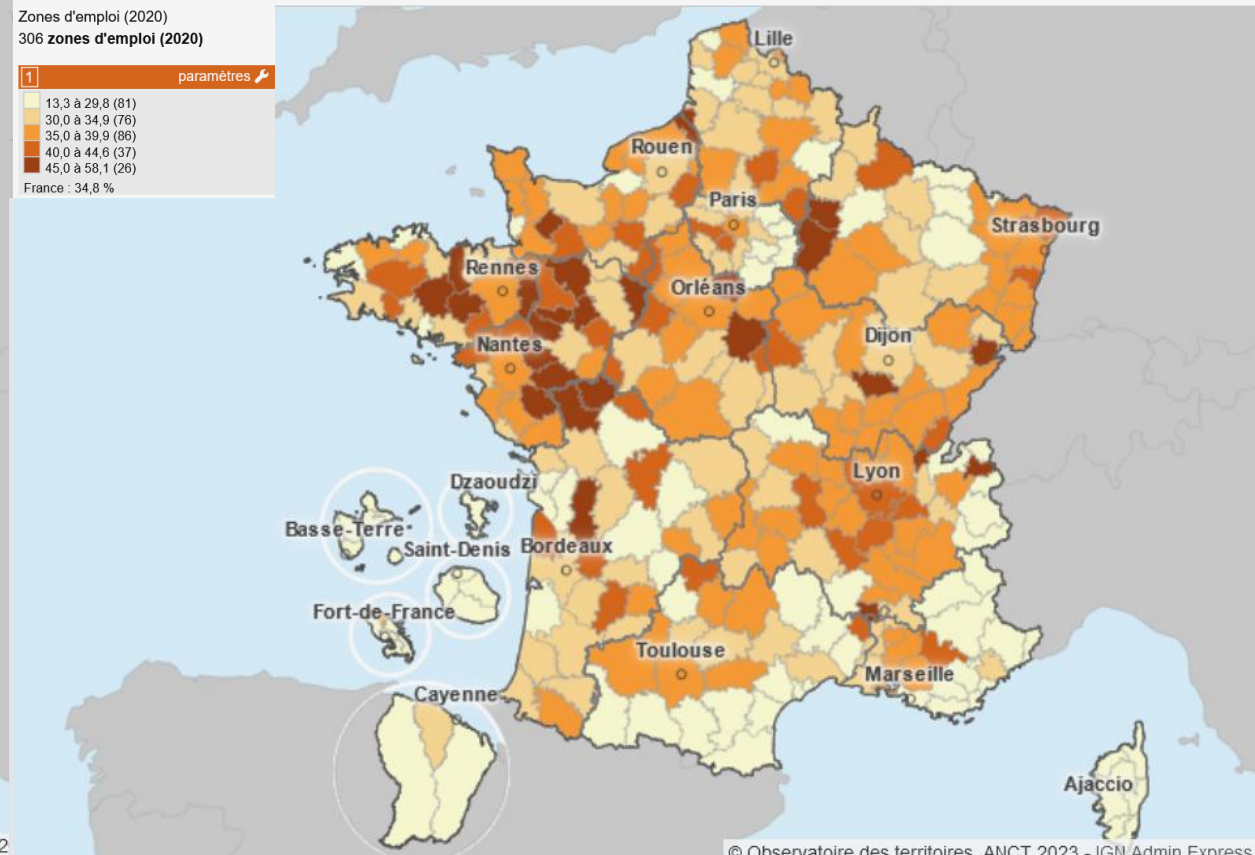 Zones d'emploi (2020)
306 zones d'emploi (2020)
1 paramètres
13,3 à 29,8 (81)
30,0 à 34,9 (76)
35,0 à 39,9 (86)
40,0 à 44,6 (37)
45,0 à 58,1 (26)
France : 34,8 %
Lille
Rouen
Paris
Strasbourg
Rennes
Orléans
Nantes
Dijon
Lyon
Dzaoudzi
Basse-Terre
Saint-Denis
Bordeaux
Fort-de-France
Toulouse
Marseille
Cayenne
Ajaccio
2
© Observatoire des territoires, ANCT 2023 - IGN Admin Express